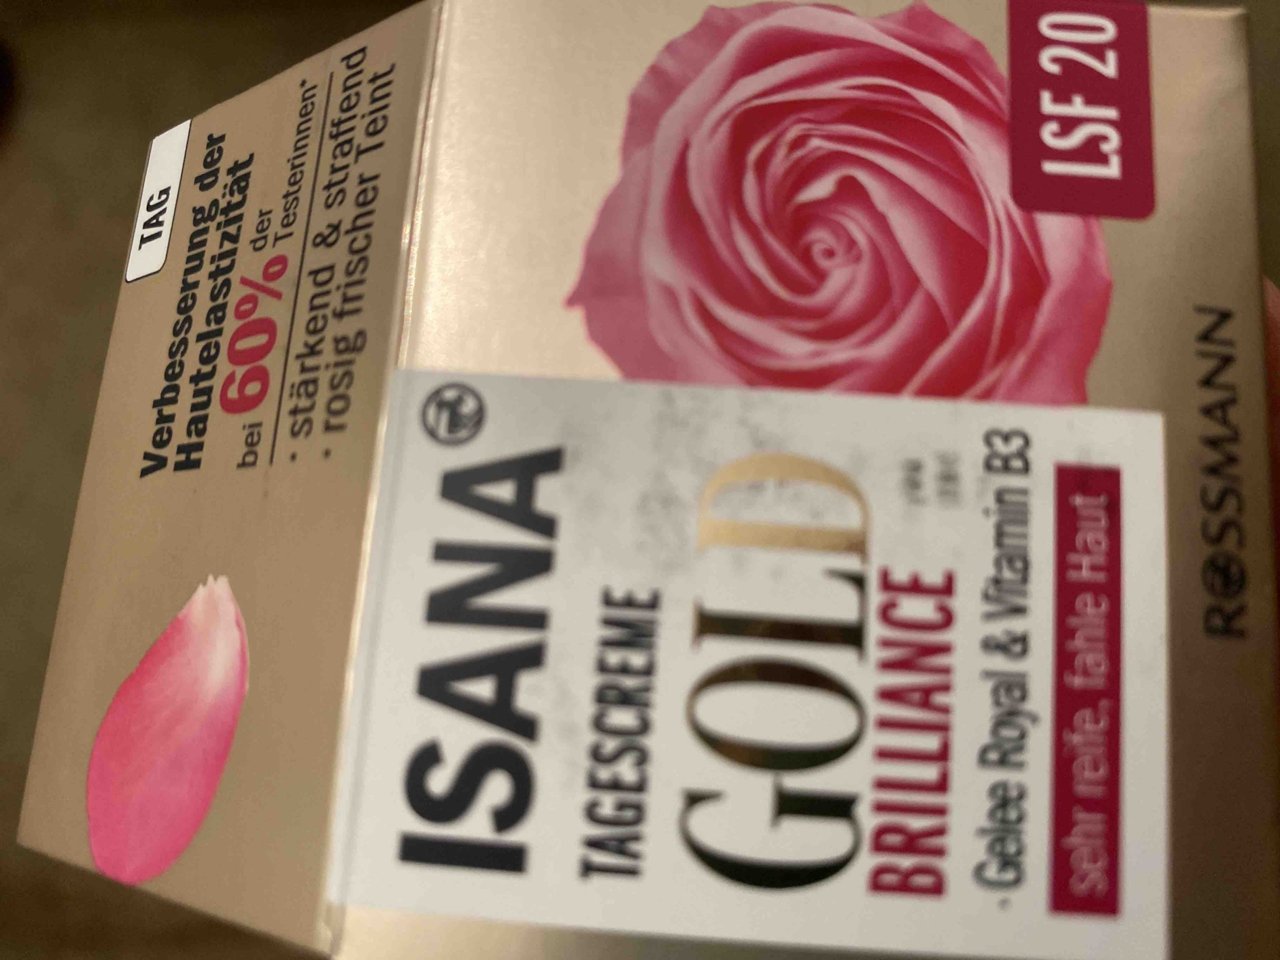 TAG
Verbesserung der
Hautelastizität
bei 60% der
Testerinnen*
· stärkend & straffend
· rosig frischer Teint
ISANA®
TAGESCREME
GOLD
BRILLIANCE
· Gelee Royal & Vitamin B3
sehr reife, fahle Haut
LSF 20
ROSSMANN